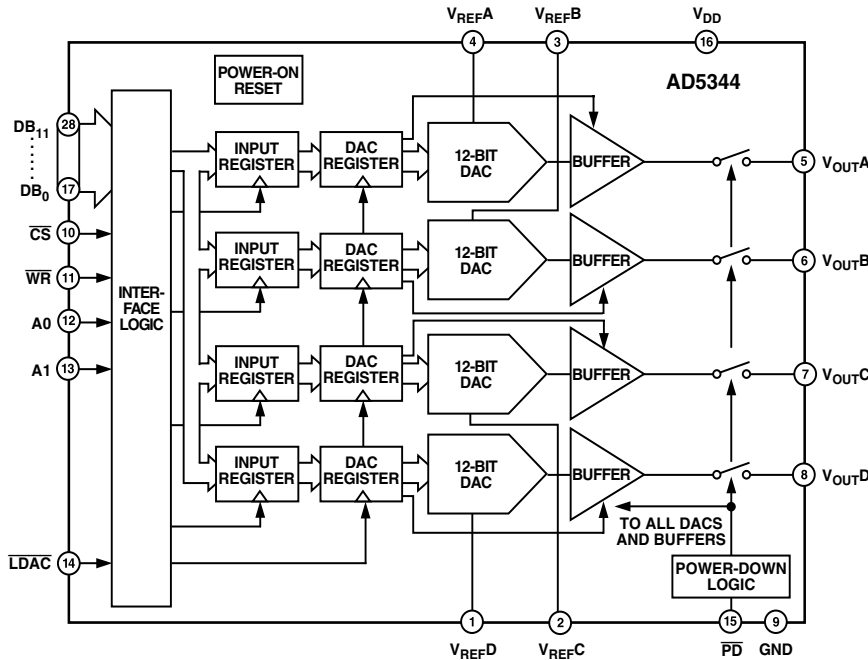 VREFA VREFB VDD
4 3 16
POWER-ON
RESET
AD5344
DB11
28
DB0
17
CS
10
WR
11
A0
12
A1
13
LDAC
14
INTER-
FACE
LOGIC
INPUT
REGISTER
DAC
REGISTER
12-BIT
DAC
BUFFER
5 VOUTA
INPUT
REGISTER
DAC
REGISTER
12-BIT
DAC
BUFFER
6 VOUTB
INPUT
REGISTER
DAC
REGISTER
12-BIT
DAC
BUFFER
7 VOUTC
INPUT
REGISTER
DAC
REGISTER
12-BIT
DAC
BUFFER
8 VOUTD
TO ALL DACS
AND BUFFERS
POWER-DOWN
LOGIC
1 2 15 9
VREFD VREFC PD GND